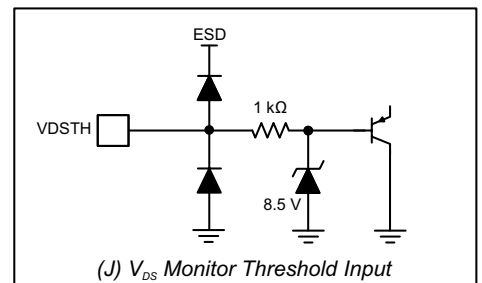 ESD
VDSTH
1 kΩ
8.5 V
(J) VDS Monitor Threshold Input